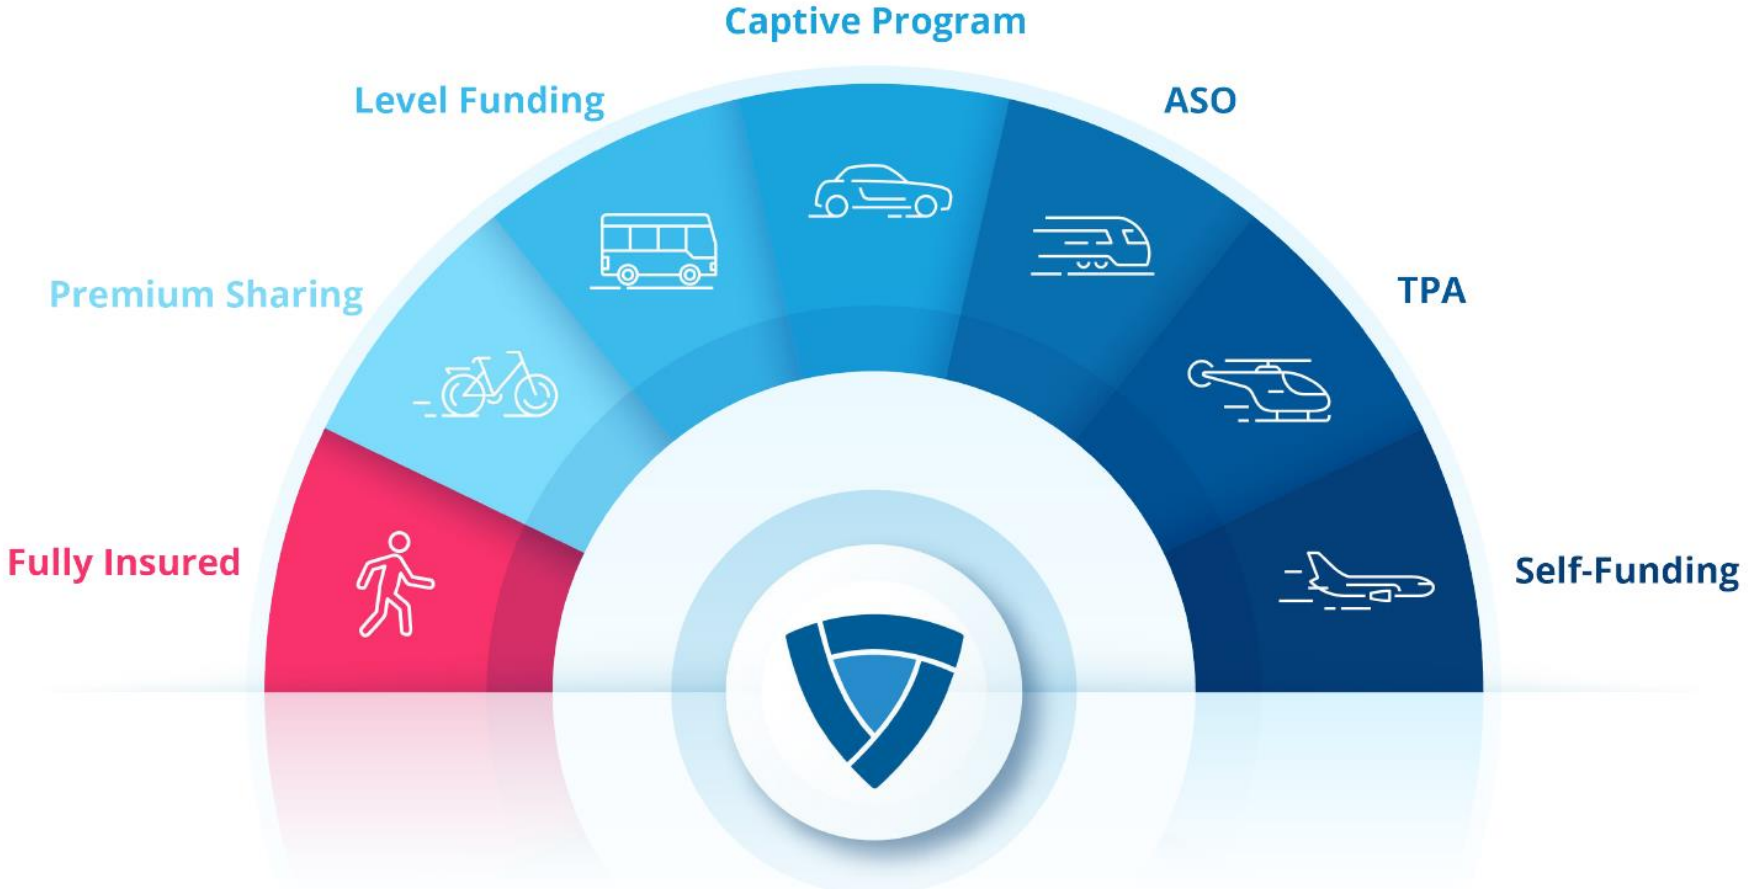 Captive Program
Level Funding
ASO
Premium Sharing
TPA
Fully Insured
Self-Funding